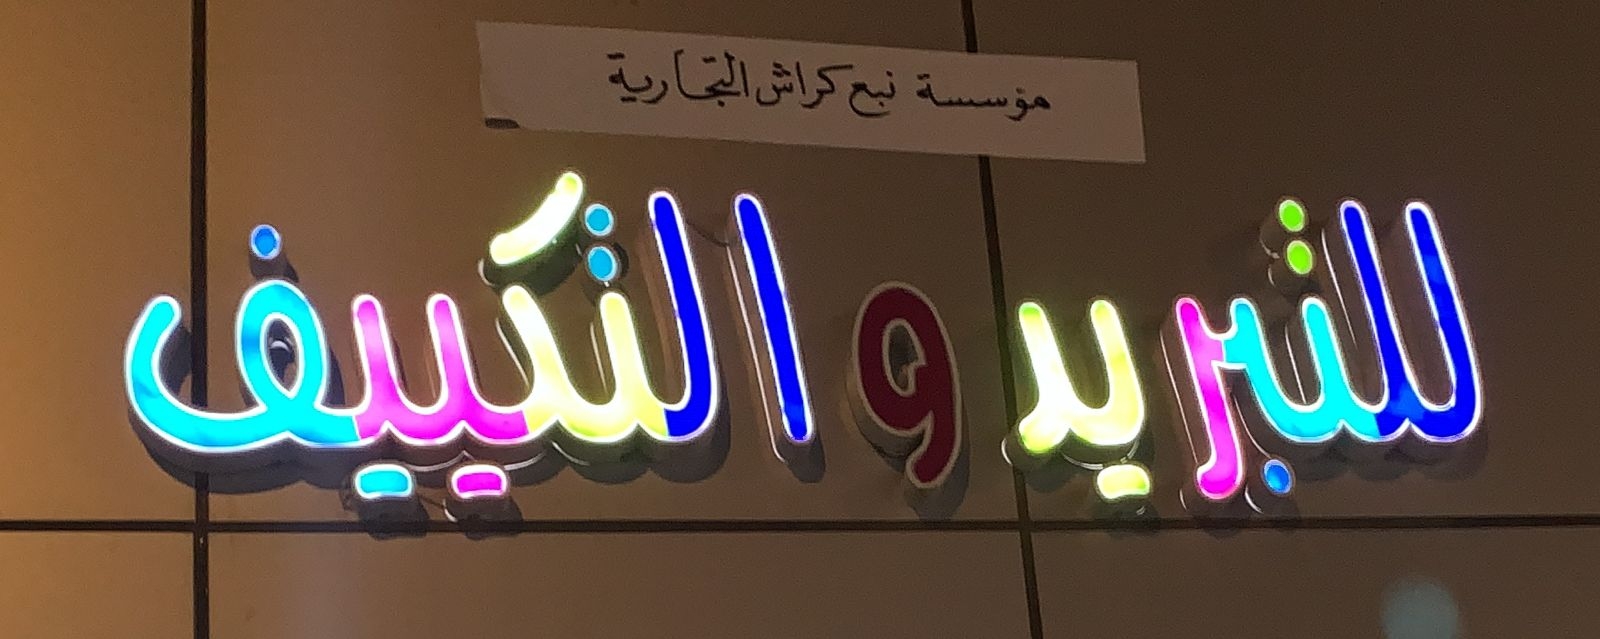 مؤسسة نبع كراش التجارية
للتبريد و التكييف